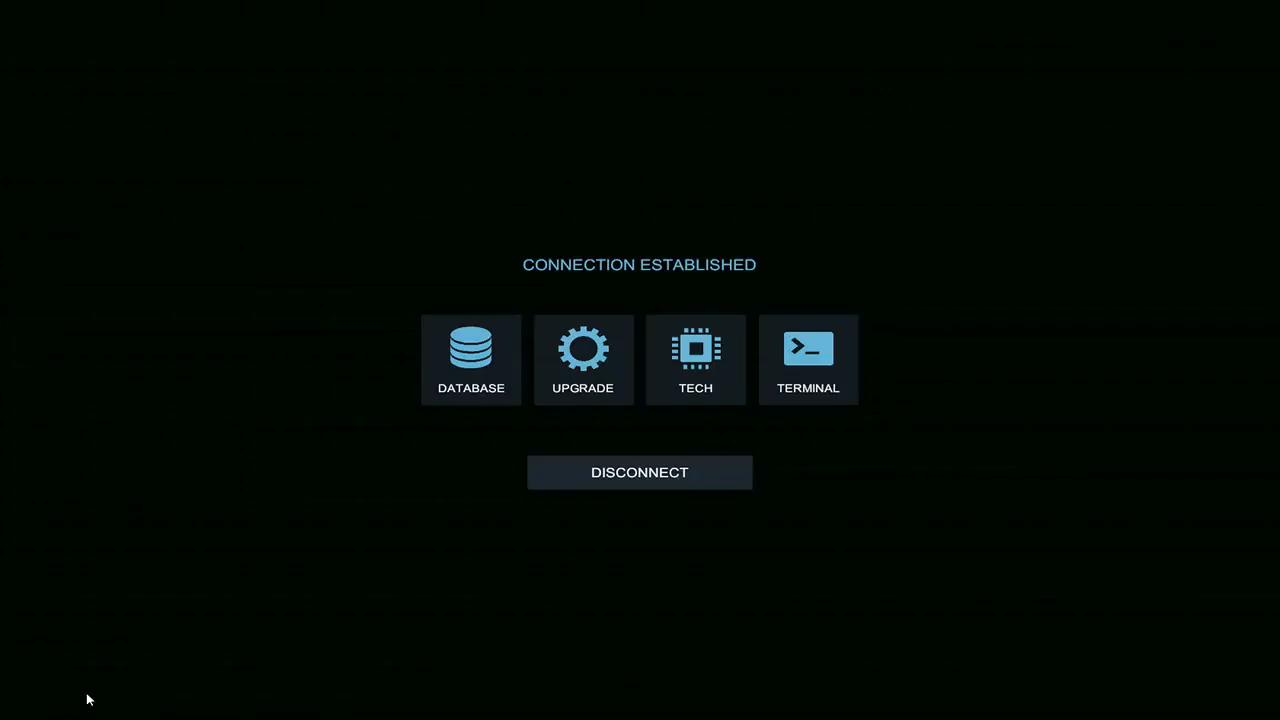 CONNECTION ESTABLISHED
DATABASE UPGRADE TECH TERMINAL
DISCONNECT